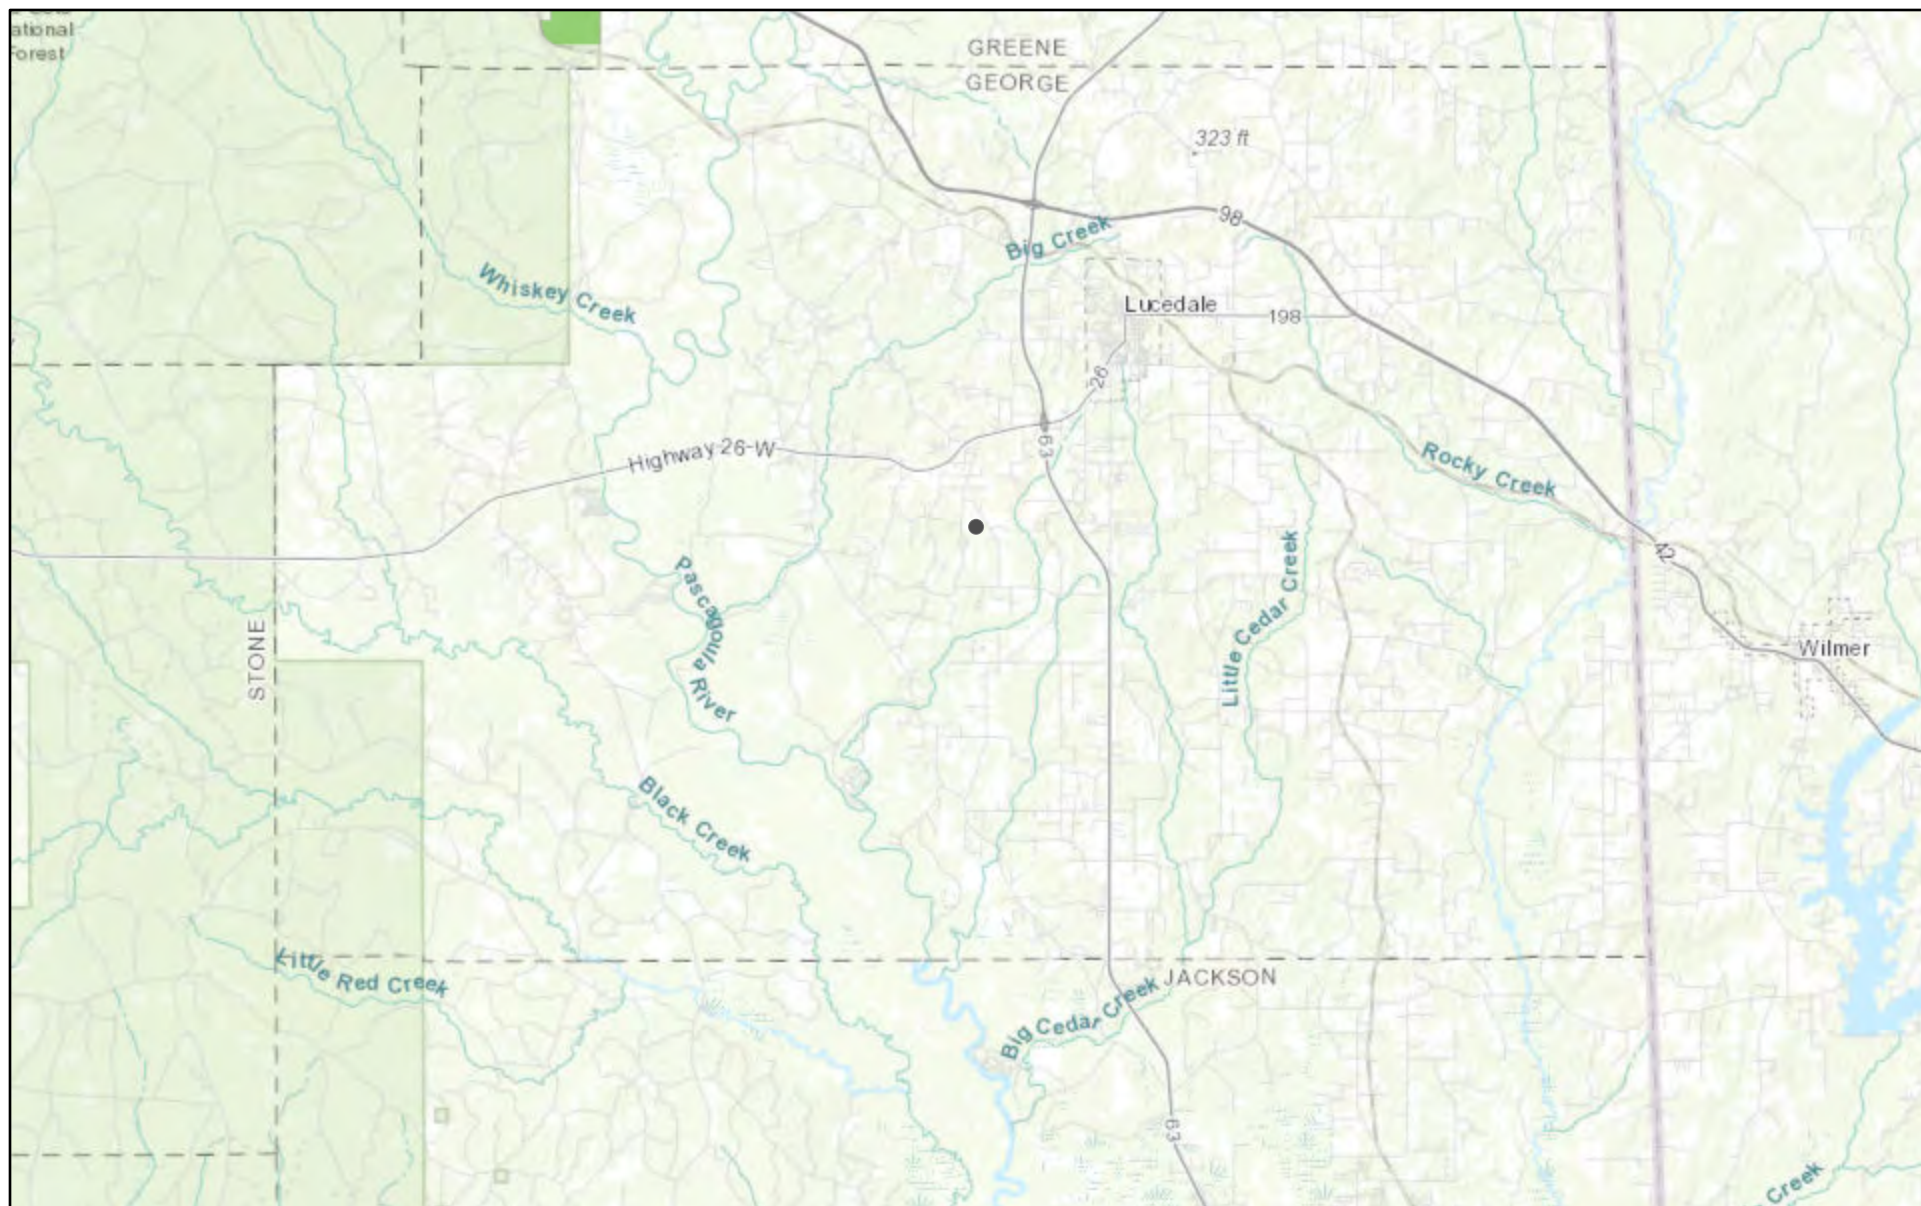 ational
Forest
GREENE
GEORGE
323 ft
98
Big Creek
Whiskey Creek
Lucedale
198
26
Highway 26-W
63
Rocky Creek
42
Pascagoula River
Little Cedar Creek
STONE
Wilmer
Black Creek
Little Red Creek
JACKSON
Big Cedar Creek
63
Creek